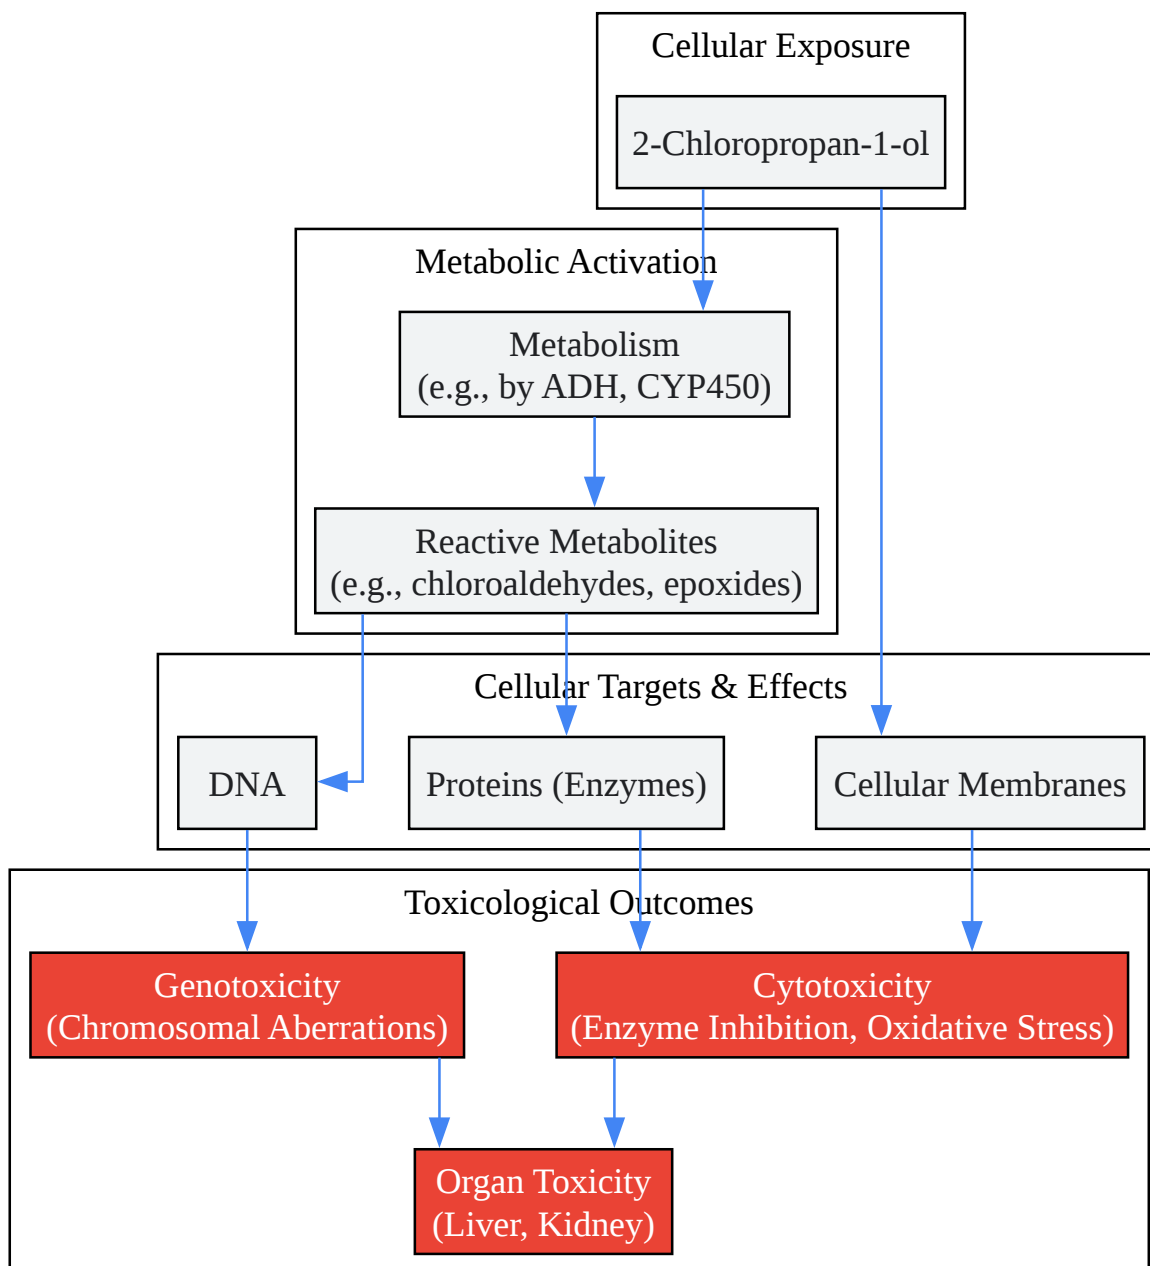 Cellular Exposure
2-Chloropropan-1-ol
Metabolic Activation
Metabolism
(e.g., by ADH, CYP450)
Reactive Metabolites
(e.g., chloroaldehydes, epoxides)
Cellular Targets & Effects
DNA
Proteins (Enzymes)
Cellular Membranes
Toxicological Outcomes
Genotoxicity
(Chromosomal Aberrations)
Cytotoxicity
(Enzyme Inhibition, Oxidative Stress)
Organ Toxicity
(Liver, Kidney)